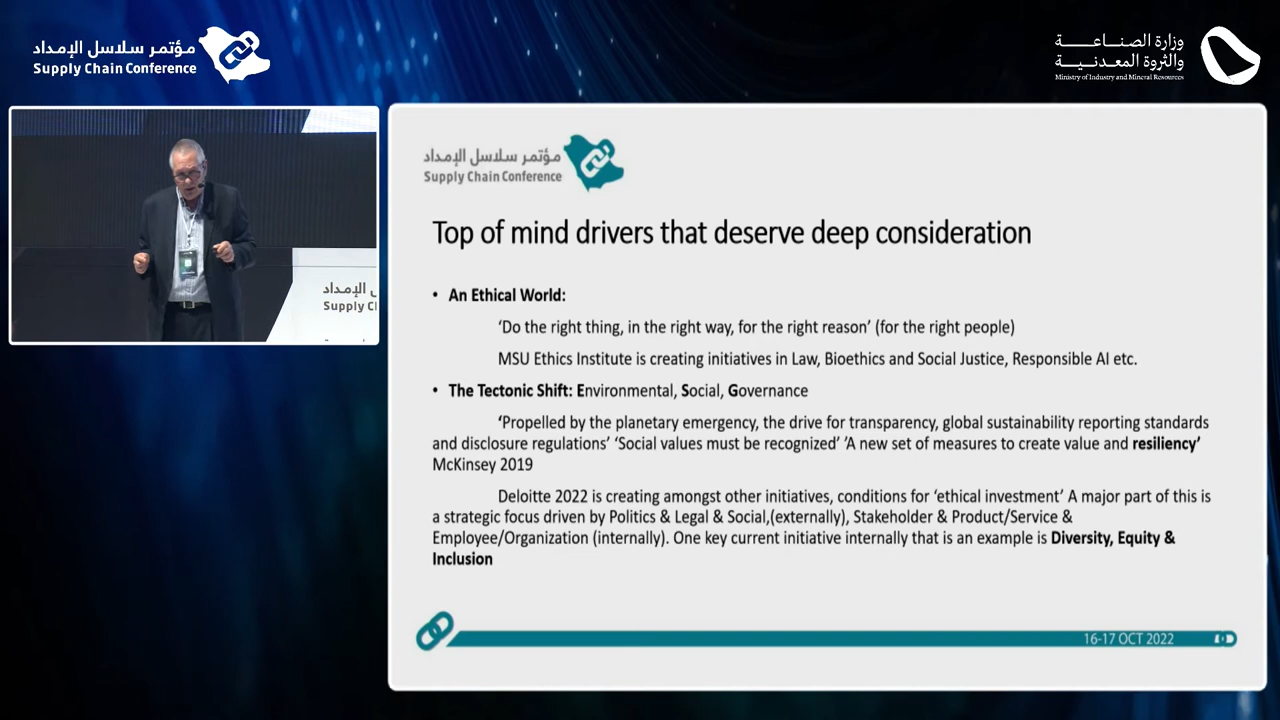 مؤتمر سلاسل الإمداد
Supply Chain Conference
وزارة الصناعة
والثروة المعدنية
Ministry of Industry and Mineral Resources
الإمداد
Supply C
مؤتمر سلاسل الإمداد
Supply Chain Conference
Top of mind drivers that deserve deep consideration
• An Ethical World:
‘Do the right thing, in the right way, for the right reason’ (for the right people)
MSU Ethics Institute is creating initiatives in Law, Bioethics and Social Justice, Responsible AI etc.
• The Tectonic Shift: Environmental, Social, Governance
‘Propelled by the planetary emergency, the drive for transparency, global sustainability reporting standards
and disclosure regulations’ ‘Social values must be recognized’ ‘A new set of measures to create value and resiliency’
McKinsey 2019
Deloitte 2022 is creating amongst other initiatives, conditions for ‘ethical investment’ A major part of this is
a strategic focus driven by Politics & Legal & Social,(externally), Stakeholder & Product/Service &
Employee/Organization (internally). One key current initiative internally that is an example is Diversity, Equity &
Inclusion
16-17 OCT 2022